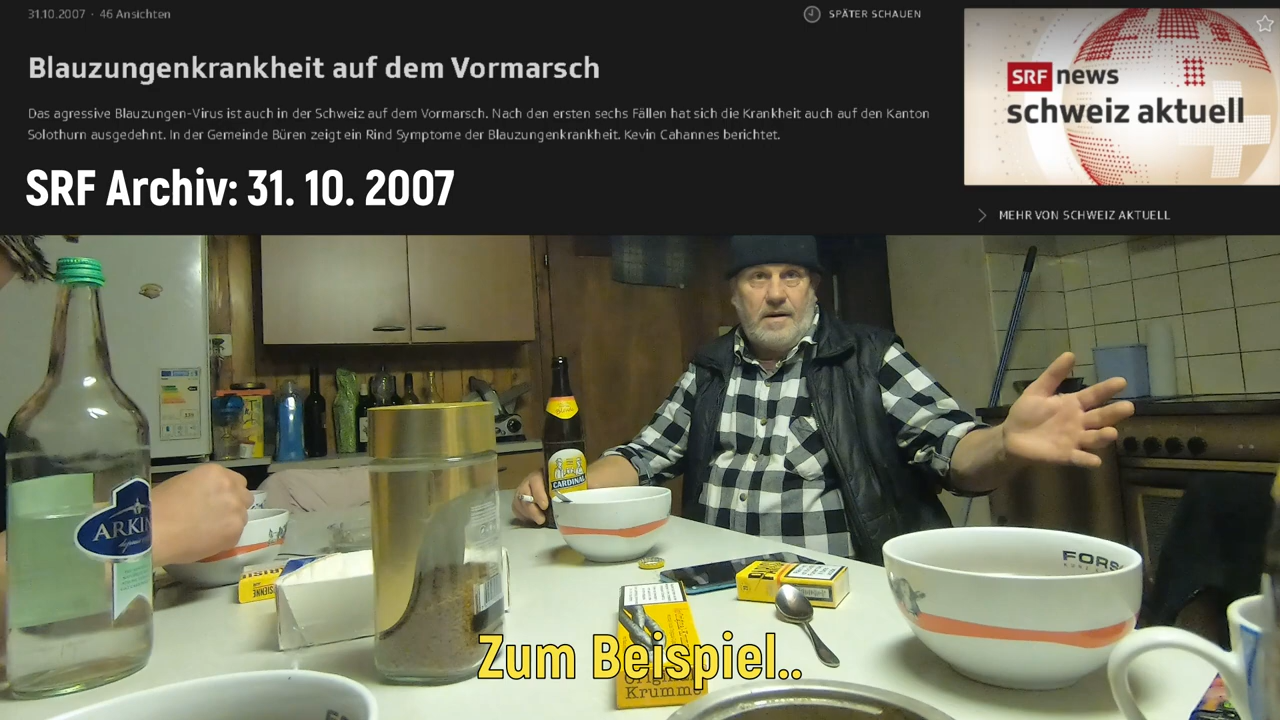 31.10.2007 · 46 Ansichten
SPÄTER SCHAUEN
Blauzungenkrankheit auf dem Vormarsch
Das agressive Blauzungen-Virus ist auch in der Schweiz auf dem Vormarsch. Nach den ersten sechs Fällen hat sich die Krankheit auch auf den Kanton
Solothurn ausgedehnt. In der Gemeinde Büren zeigt ein Rind Symptome der Blauzungenkrankheit. Kevin Cahannes berichtet.
SRF news
schweiz aktuell
SRF Archiv: 31. 10. 2007
MEHR VON SCHWEIZ AKTUELL
CARDINAL
ARKIN
FORS
Zum Beispiel..
Original
Krumme